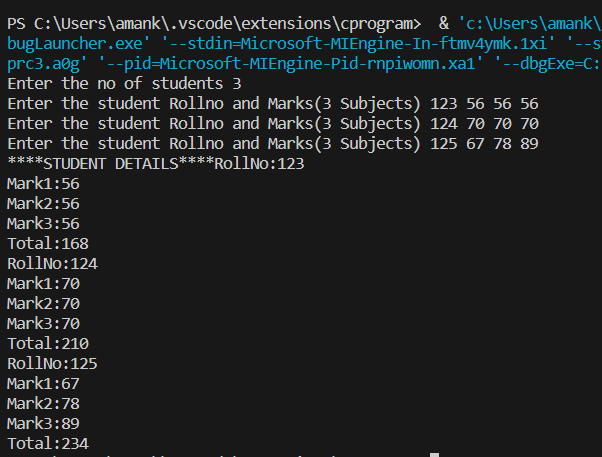 PS C:\Users\amank\.vscode\extensions\cprogram>  & 'c:\Users\amank\
bugLauncher.exe' '--stdin=Microsoft-MIEngine-In-ftmv4ymk.1xi' '--s
prc3.a0g' '--pid=Microsoft-MIEngine-Pid-rnpiwomn.xa1' '--dbgExe=C:
Enter the no of students 3
Enter the student Rollno and Marks(3 Subjects) 123 56 56 56
Enter the student Rollno and Marks(3 Subjects) 124 70 70 70
Enter the student Rollno and Marks(3 Subjects) 125 67 78 89
****STUDENT DETAILS****RollNo:123
Mark1:56
Mark2:56
Mark3:56
Total:168
RollNo:124
Mark1:70
Mark2:70
Mark3:70
Total:210
RollNo:125
Mark1:67
Mark2:78
Mark3:89
Total:234